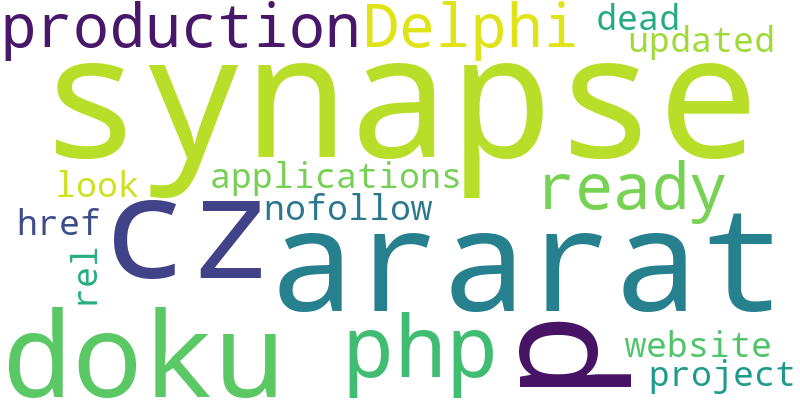 production Delphi dead
updated
synapse
look applications ready
href cz nofollow
rel ararat
doku php p website
project